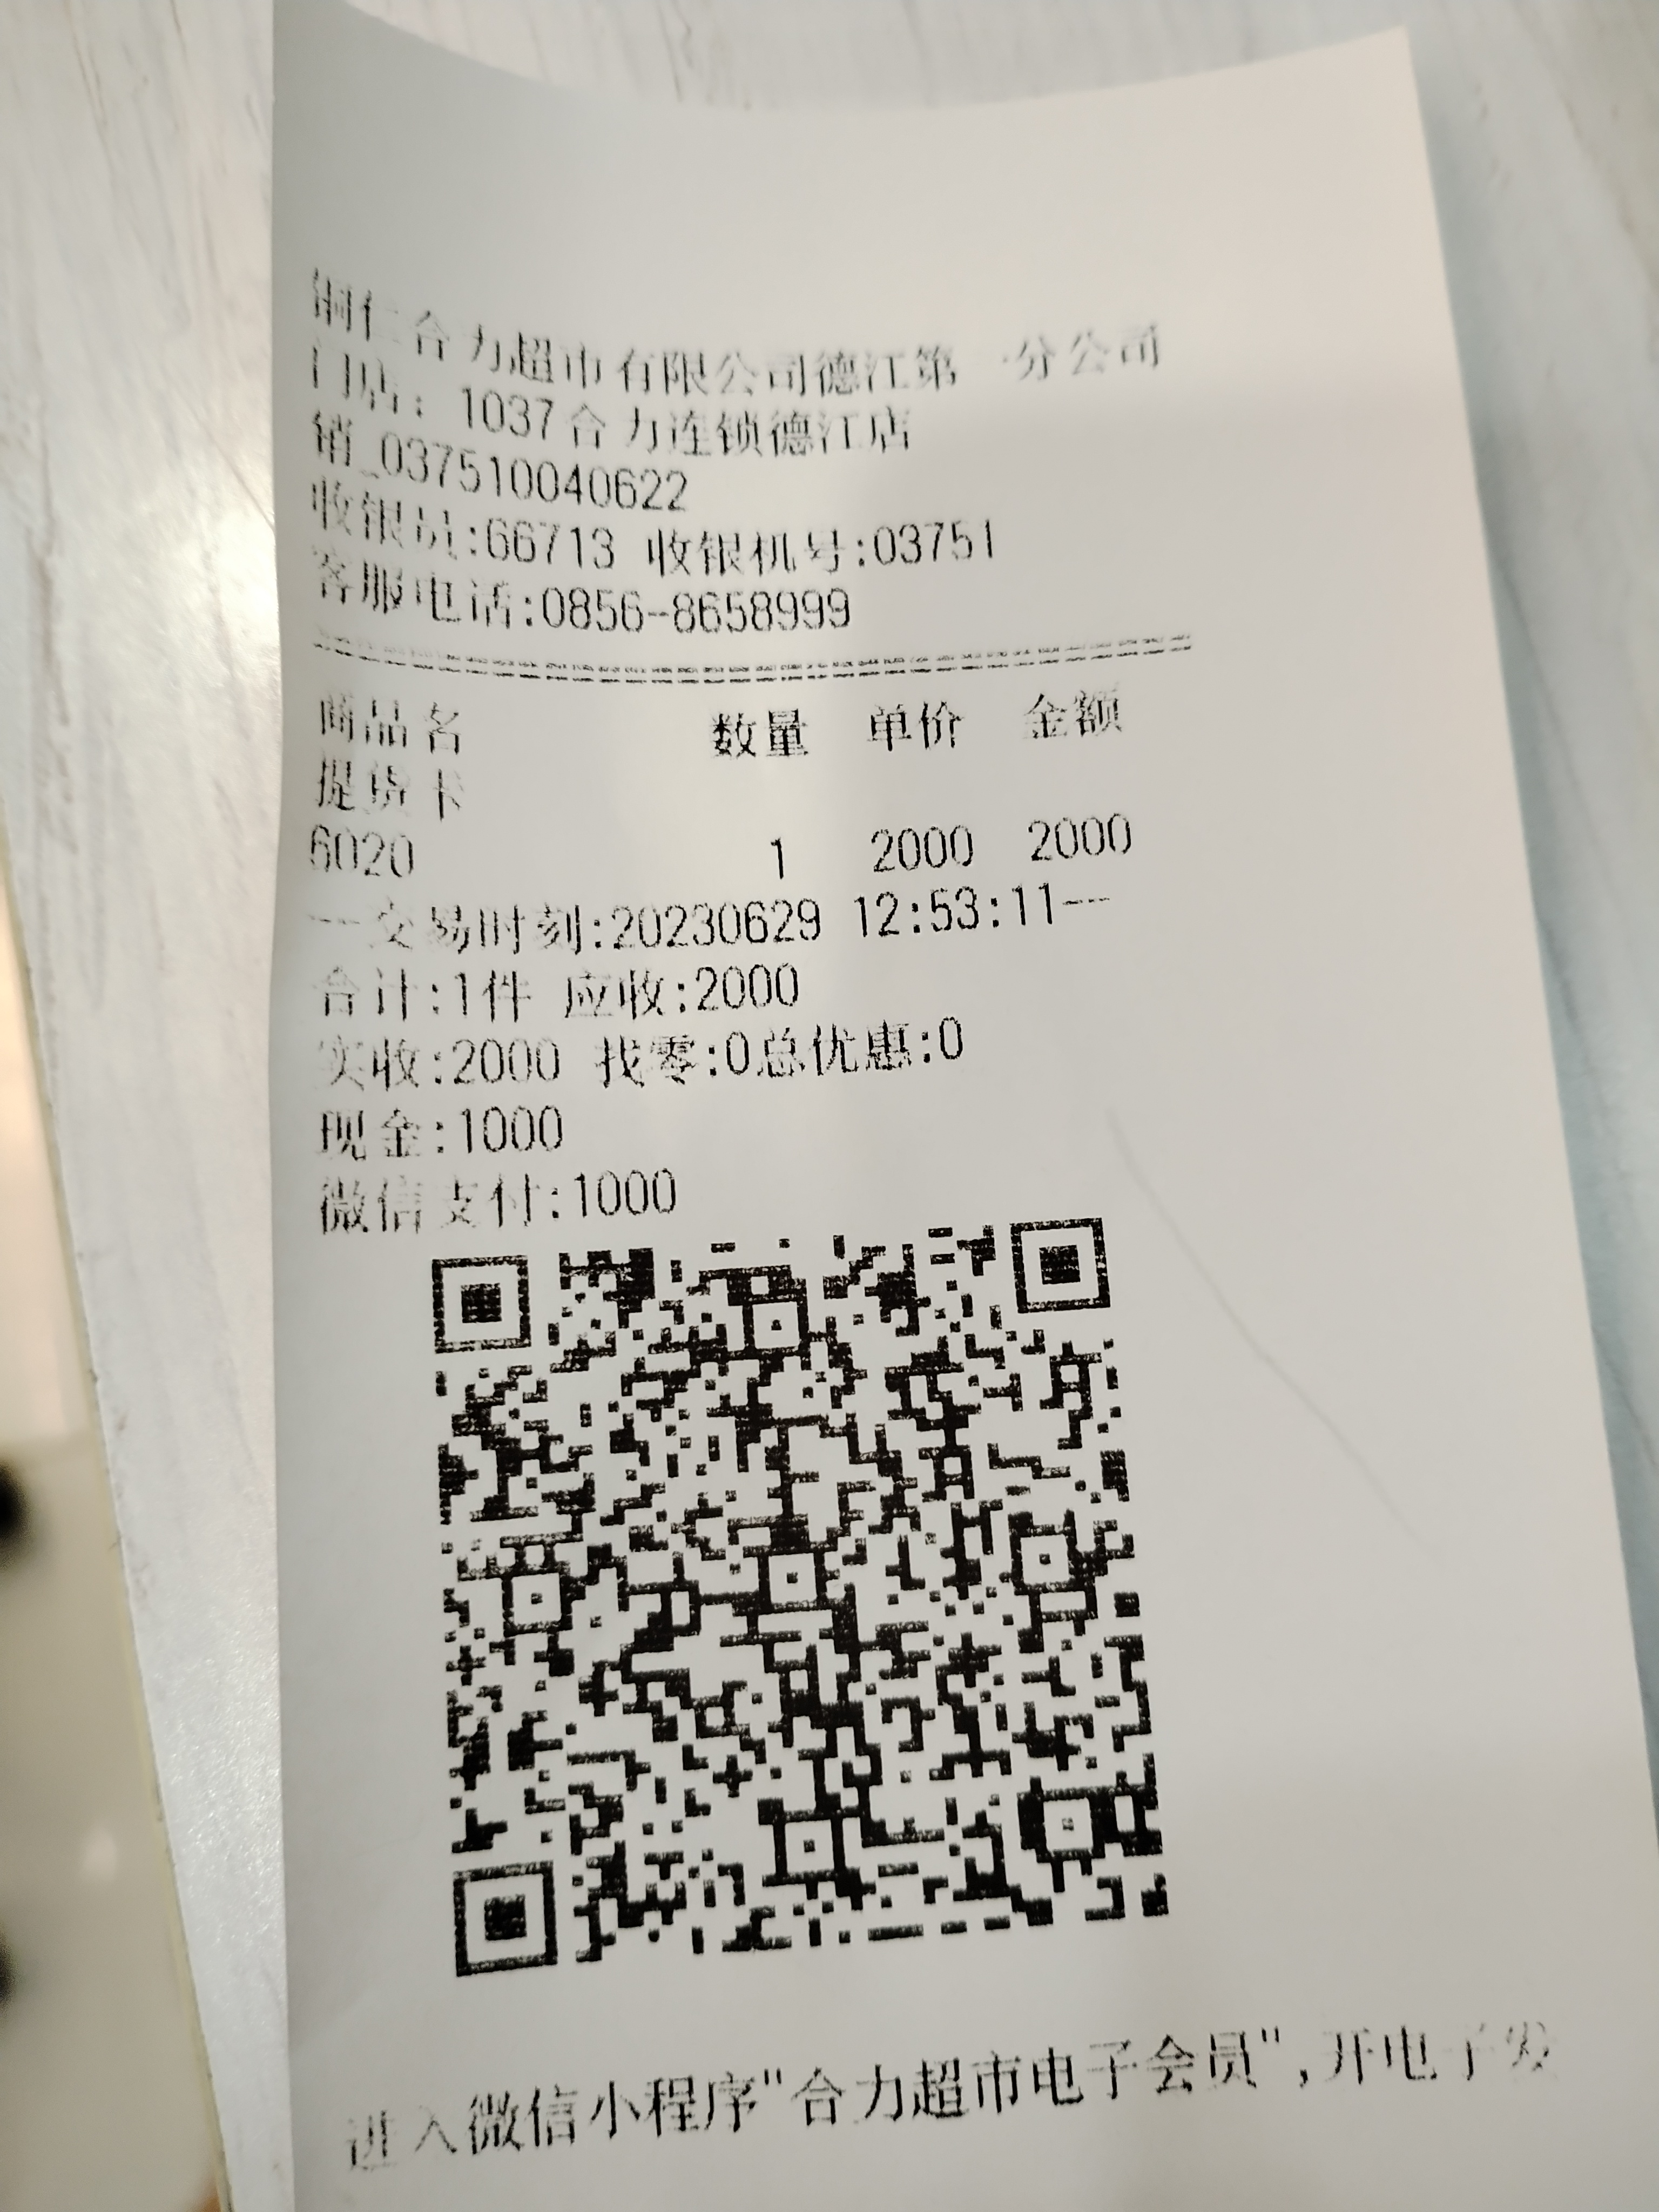 铜仁合力超市有限公司德江第一分公司
门店：1037合力连锁德江店
销_037510040622
收银员:66713 收银机号:03751
客服电话:0856-8658999
商品名 数量 单价 金额
提货卡
6020 1 2000 2000
--交易时刻:20230629 12:53:11--
合计:1件 应收:2000
实收:2000 找零:0总优惠:0
现金:1000
微信支付:1000
进入微信小程序"合力超市电子会员",开电子发